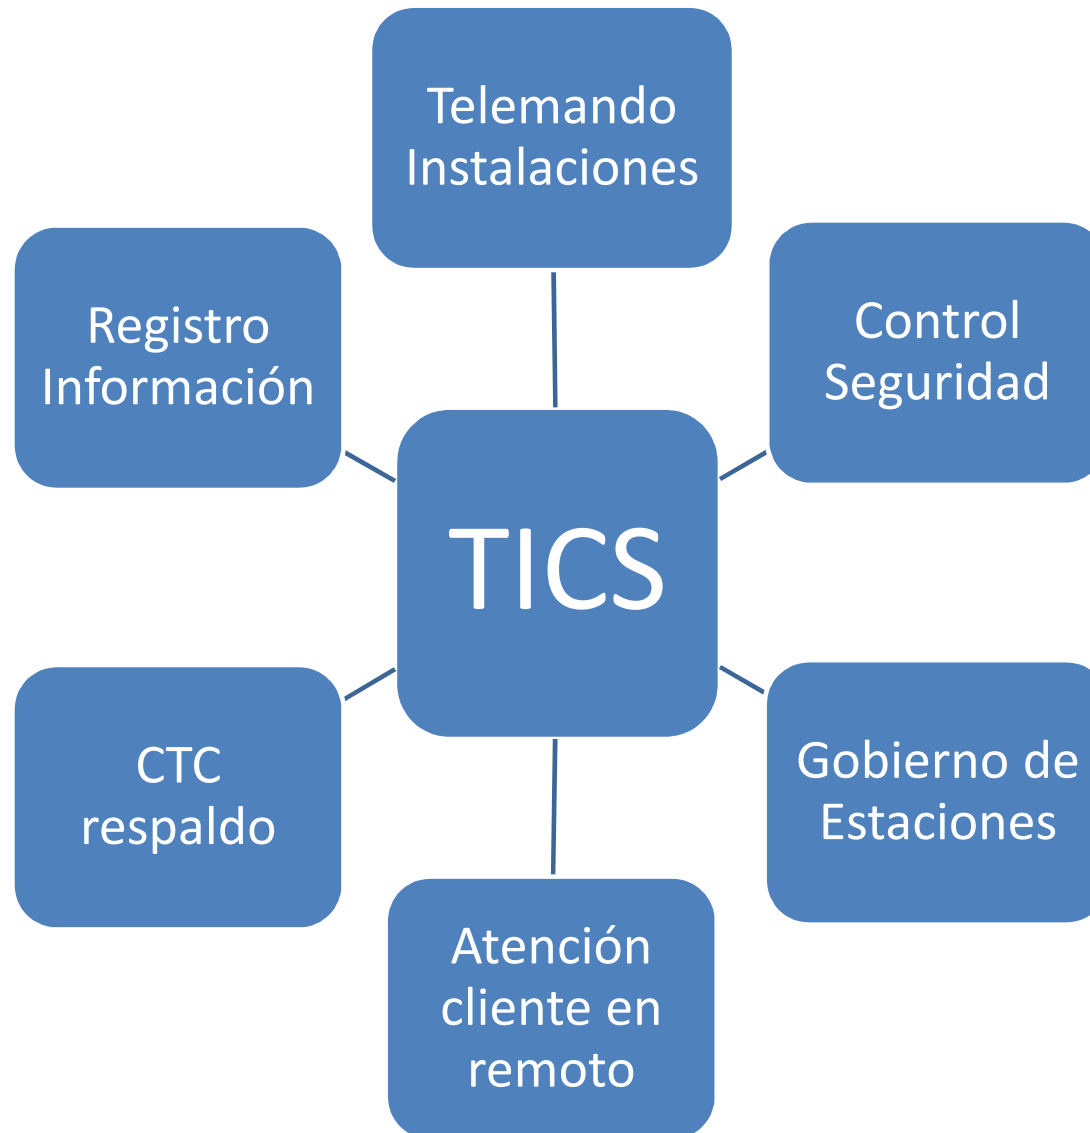 Telemando
Instalaciones
Control
Seguridad
Gobierno de
Estaciones
Atención
cliente en
remoto
CTC
respaldo
Registro
Información
TICS